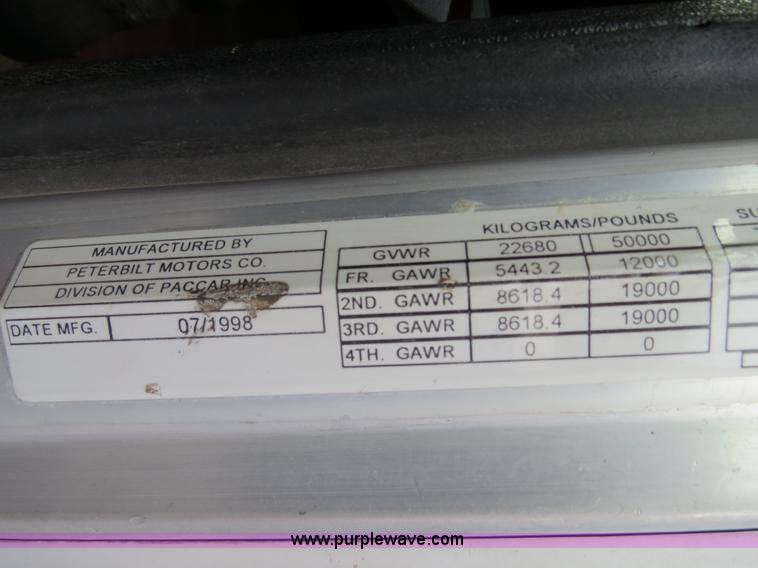 MANUFACTURED BY
PETERBILT MOTORS CO.
DIVISION OF PACCAR INC.
DATE MFG. 07/1998
KILOGRAMS/POUNDS
GVWR 22680 50000
FR. GAWR 5443.2 12000
2ND. GAWR 8618.4 19000
3RD. GAWR 8618.4 19000
4TH. GAWR 0 0
SU
www.purplewave.com